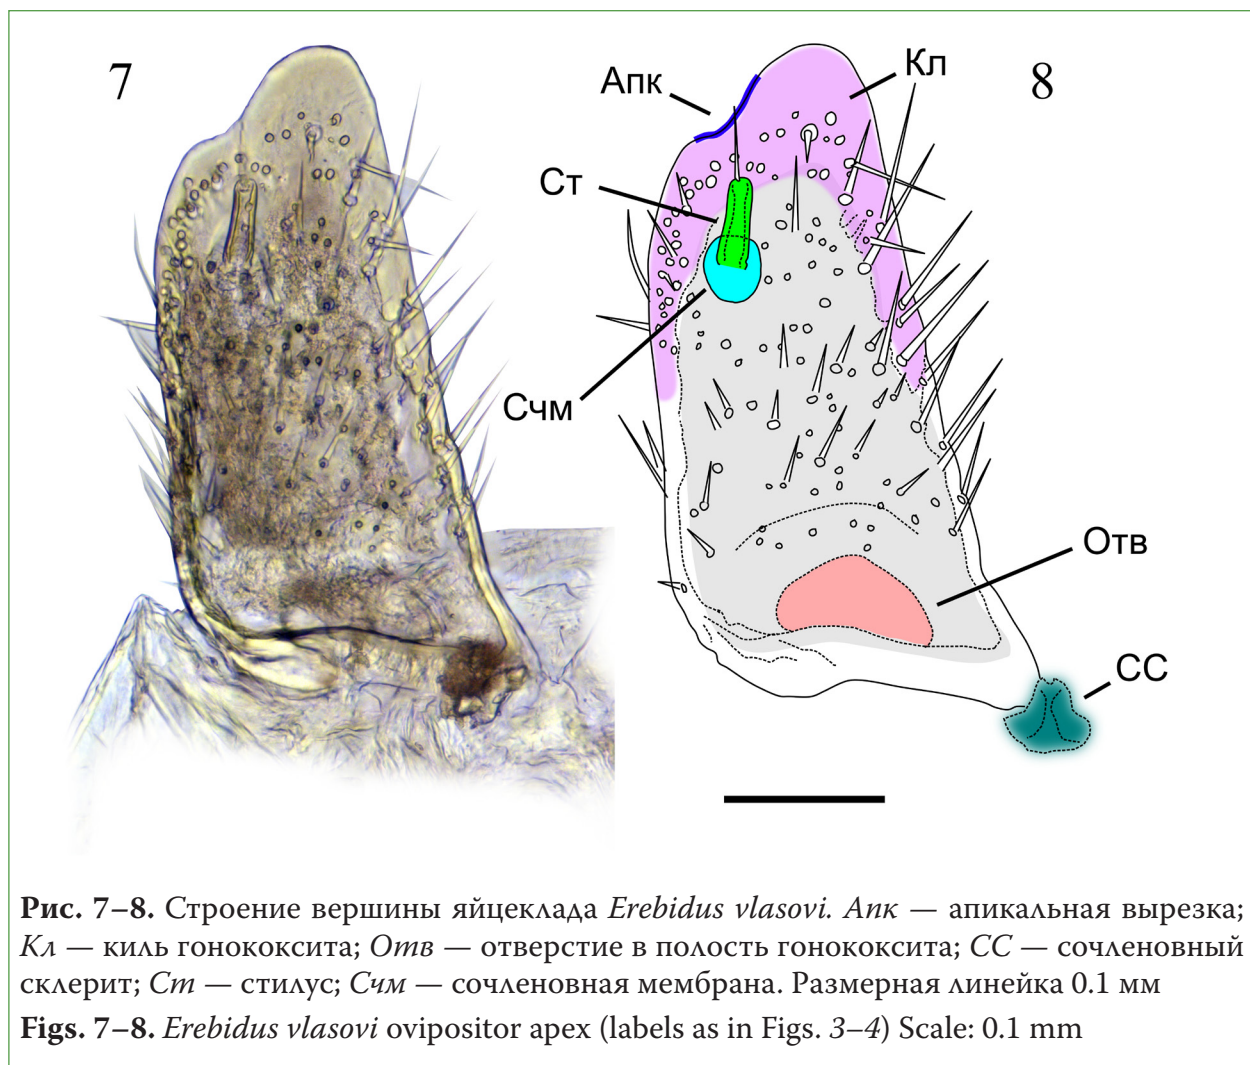 7
8
Апк
Кл
Ст
Счм
Отв
СС
Рис. 7–8. Строение вершины яйцеклада Erebidus vlasovi. Апк — апикальная вырезка;
Кл — киль гонококсита; Отв — отверстие в полость гонококсита; СС — сочленовный
склерит; Ст — стилус; Счм — сочленовная мембрана. Размерная линейка 0.1 мм
Figs. 7–8. Erebidus vlasovi ovipositor apex (labels as in Figs. 3–4) Scale: 0.1 mm